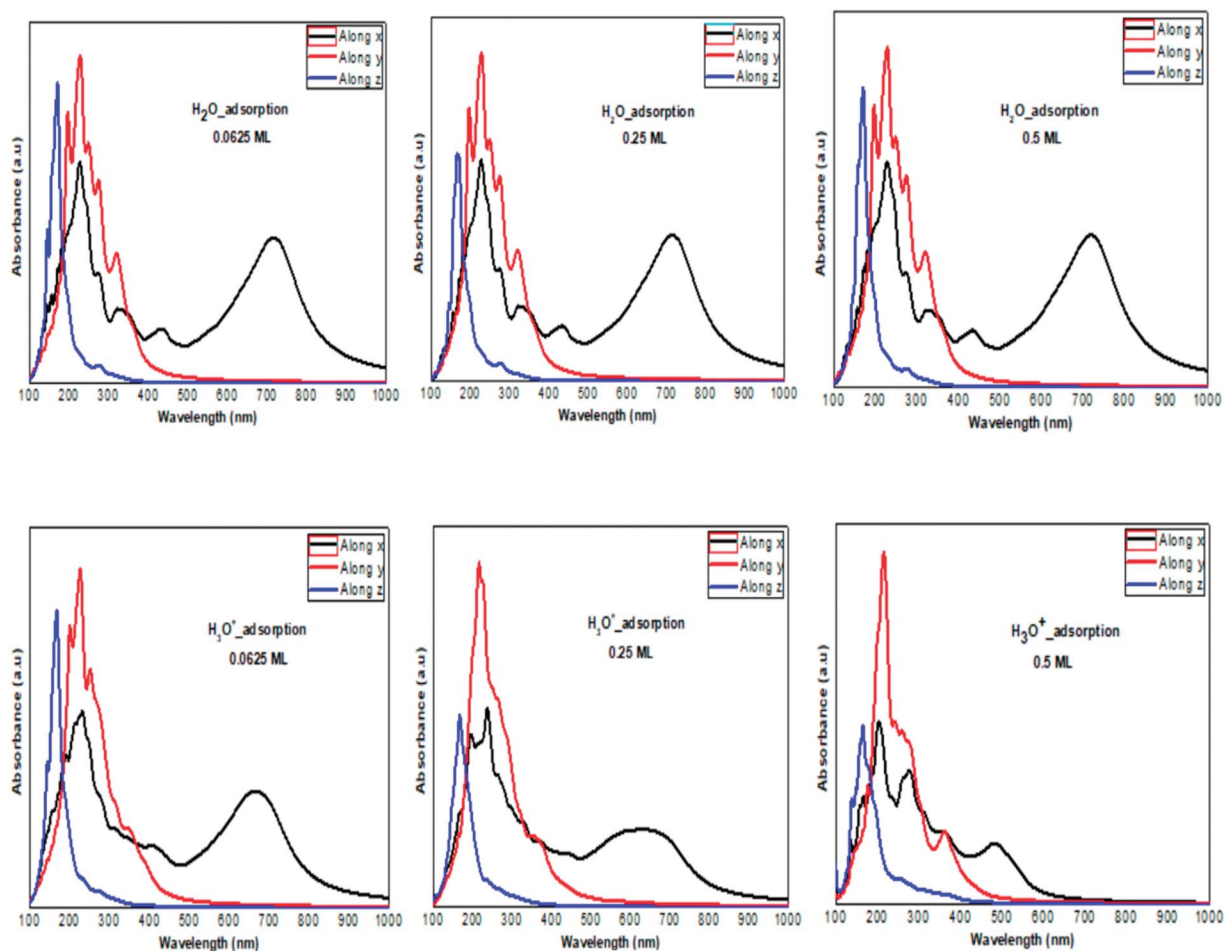 Absorbance (a.u)
Along x
Along y
Along z
H2O_adsorption
0.0625 ML
100 200 300 400 500 600 700 800 900 1000
Wavelength (nm)
Absorbance (a.u)
Along x
Along y
Along z
H2O_adsorption
0.25 ML
100 200 300 400 500 600 700 800 900 1000
Wavelength (nm)
Absorbance (a.u)
Along x
Along y
Along z
H2O_adsorption
0.5 ML
100 200 300 400 500 600 700 800 900 1000
Wavelength (nm)
Absorbance (a.u)
Along x
Along y
Along z
H3O+_adsorption
0.0625 ML
100 200 300 400 500 600 700 800 900 1000
Wavelength (nm)
Absorbance (a.u)
Along x
Along y
Along z
H3O+_adsorption
0.25 ML
100 200 300 400 500 600 700 800 900 1000
Wavelength (nm)
Absorbance (a.u)
Along x
Along y
Along z
H3O+_adsorption
0.5 ML
100 200 300 400 500 600 700 800 900 1000
Wavelength (nm)